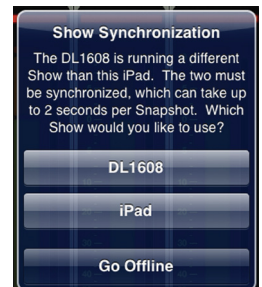 Show Synchronization
The DL1608 is running a different
Show than this iPad. The two must
be synchronized, which can take up
to 2 seconds per Snapshot. Which
Show would you like to use?
DL1608
iPad
Go Offline